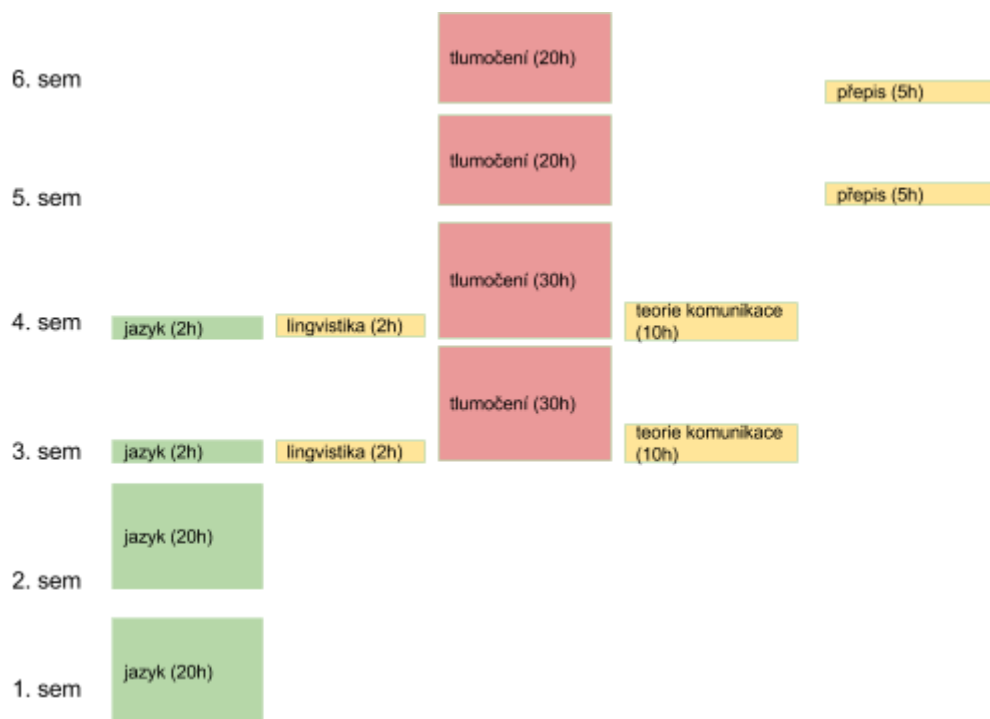 tlumočení (20h)
6. sem
přepis (5h)
tlumočení (20h)
5. sem
přepis (5h)
tlumočení (30h)
4. sem
jazyk (2h)
lingvistika (2h)
teorie komunikace
(10h)
tlumočení (30h)
3. sem
jazyk (2h)
lingvistika (2h)
teorie komunikace
(10h)
jazyk (20h)
2. sem
jazyk (20h)
1. sem